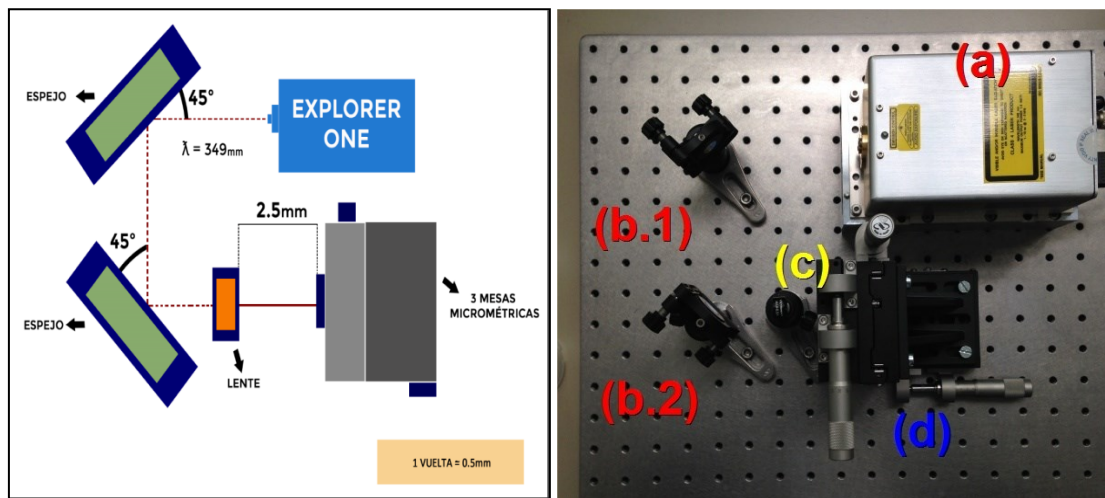 ESPEJO
45°
EXPLORER
ONE
ƛ = 349mm
2.5mm
45°
ESPEJO
3 MESAS
MICROMÉTRICAS
LENTE
1 VUELTA = 0.5mm
(a)
(b.1)
(c)
(b.2)
(d)